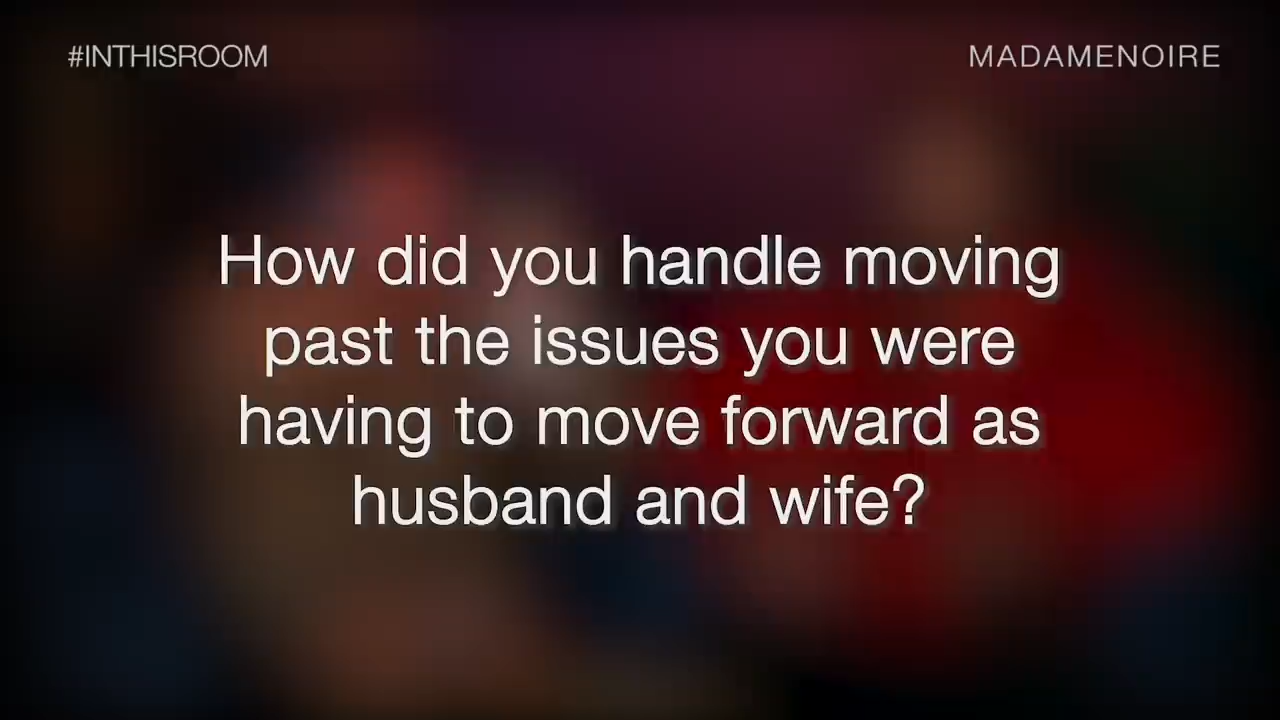 #INTHISROOM
MADAMENOIRE
How did you handle moving
past the issues you were
having to move forward as
husband and wife?